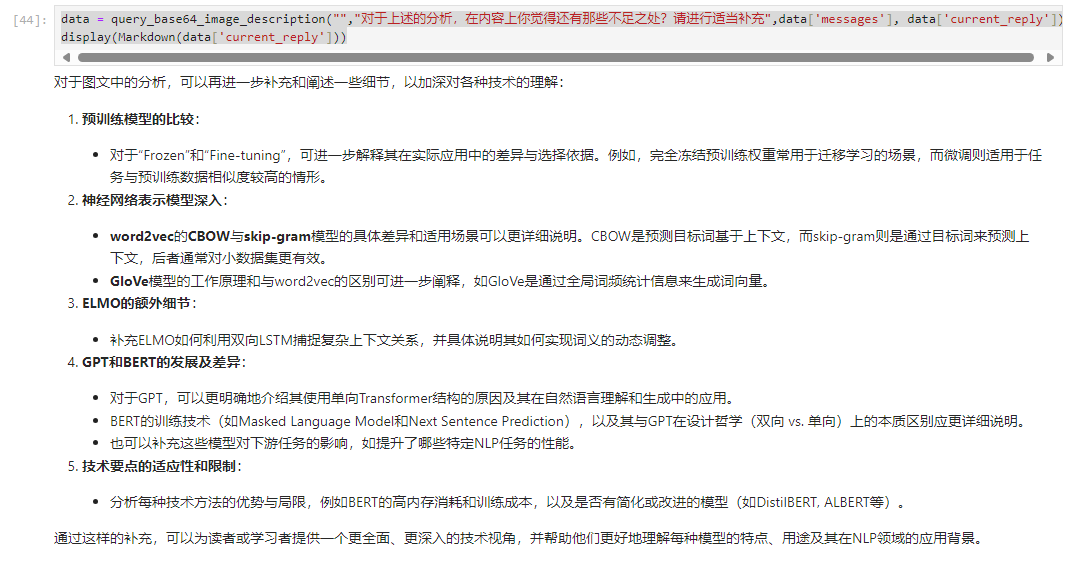 [44]: data = query_base64_image_description("","对于上述的分析，在内容上你觉得还有那些不足之处？请进行适当补充",data['messages'], data['current_reply'])
display(Markdown(data['current_reply']))
对于图文中的分析，可以再进一步补充和阐述一些细节，以加深对各种技术的理解：
1. 预训练模型的比较：
• 对于“Frozen”和“Fine-tuning”，可进一步解释其在实际应用中的差异与选择依据。例如，完全冻结预训练权重常用于迁移学习的场景，而微调则适用于任
务与预训练数据相似度较高的情形。
2. 神经网络表示模型深入：
• word2vec的CBOW与skip-gram模型的具体差异和适用场景可以更详细说明。CBOW是预测目标词基于上下文，而skip-gram则是通过目标词来预测上
下文，后者通常对小数据集更有效。
• GloVe模型的工作原理和与word2vec的区别可进一步阐释，如GloVe是通过全局词频统计信息来生成词向量。
3. ELMO的额外细节：
• 补充ELMO如何利用双向LSTM捕捉复杂上下文关系，并具体说明其如何实现词义的动态调整。
4. GPT和BERT的发展及差异：
• 对于GPT，可以更明确地介绍其使用单向Transformer结构的原因及其在自然语言理解和生成中的应用。
• BERT的训练技术（如Masked Language Model和Next Sentence Prediction），以及其与GPT在设计哲学（双向 vs. 单向）上的本质区别应更详细说明。
• 也可以补充这些模型对下游任务的影响，如提升了哪些特定NLP任务的性能。
5. 技术要点的适应性和限制：
• 分析每种技术方法的优势与局限，例如BERT的高内存消耗和训练成本，以及是否有简化或改进的模型（如DistilBERT, ALBERT等）。
通过这样的补充，可以为读者或学习者提供一个更全面、更深入的技术视角，并帮助他们更好地理解每种模型的特点、用途及其在NLP领域的应用背景。